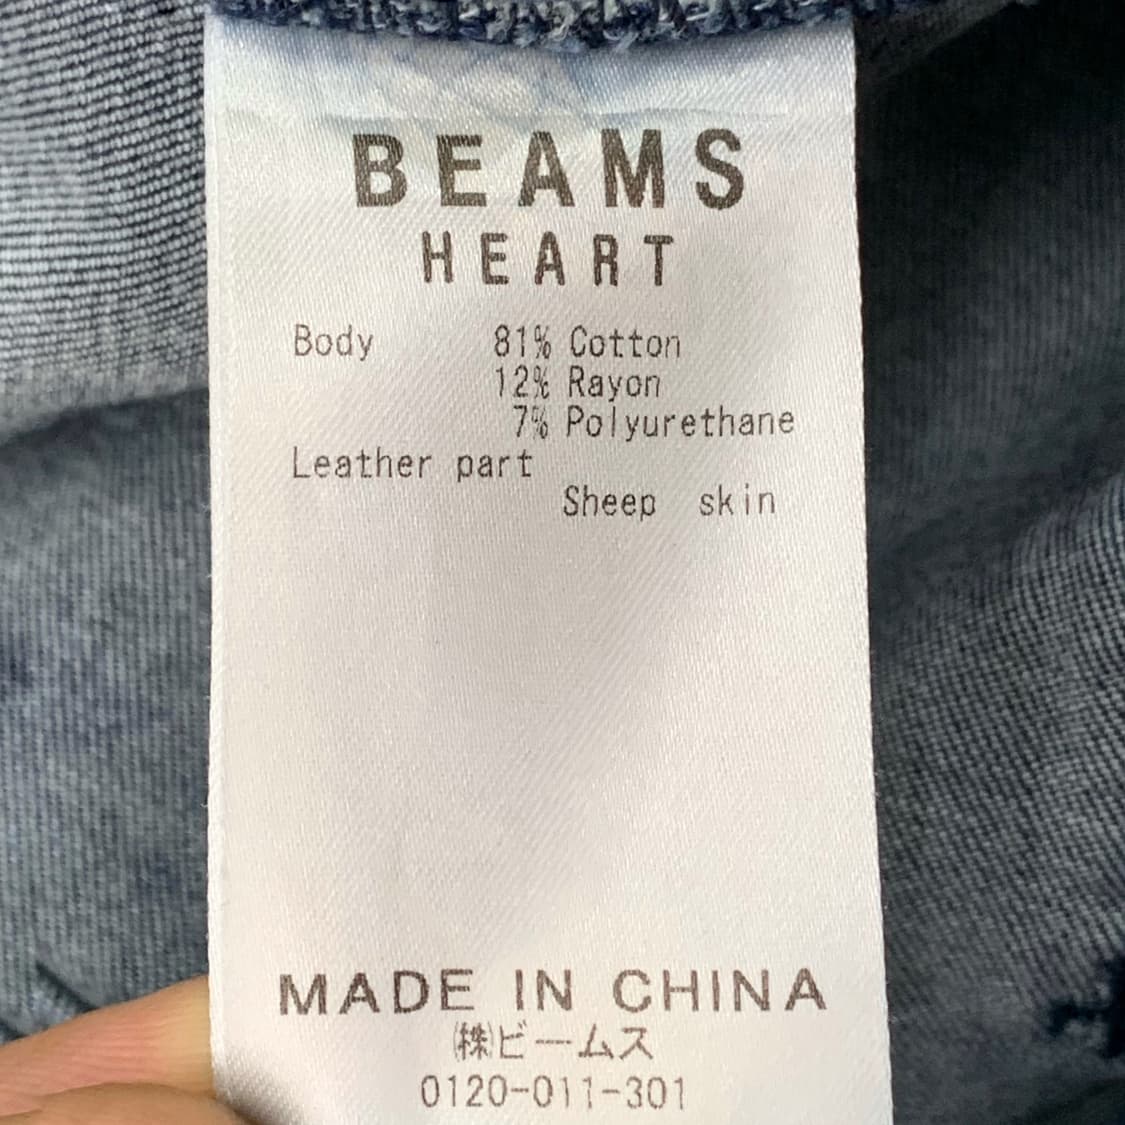 BEAMS
HEART
Body 81% Cotton
12% Rayon
7% Polyurethane
Leather part
Sheep skin
MADE IN CHINA
㈱ビームス
0120-011-301